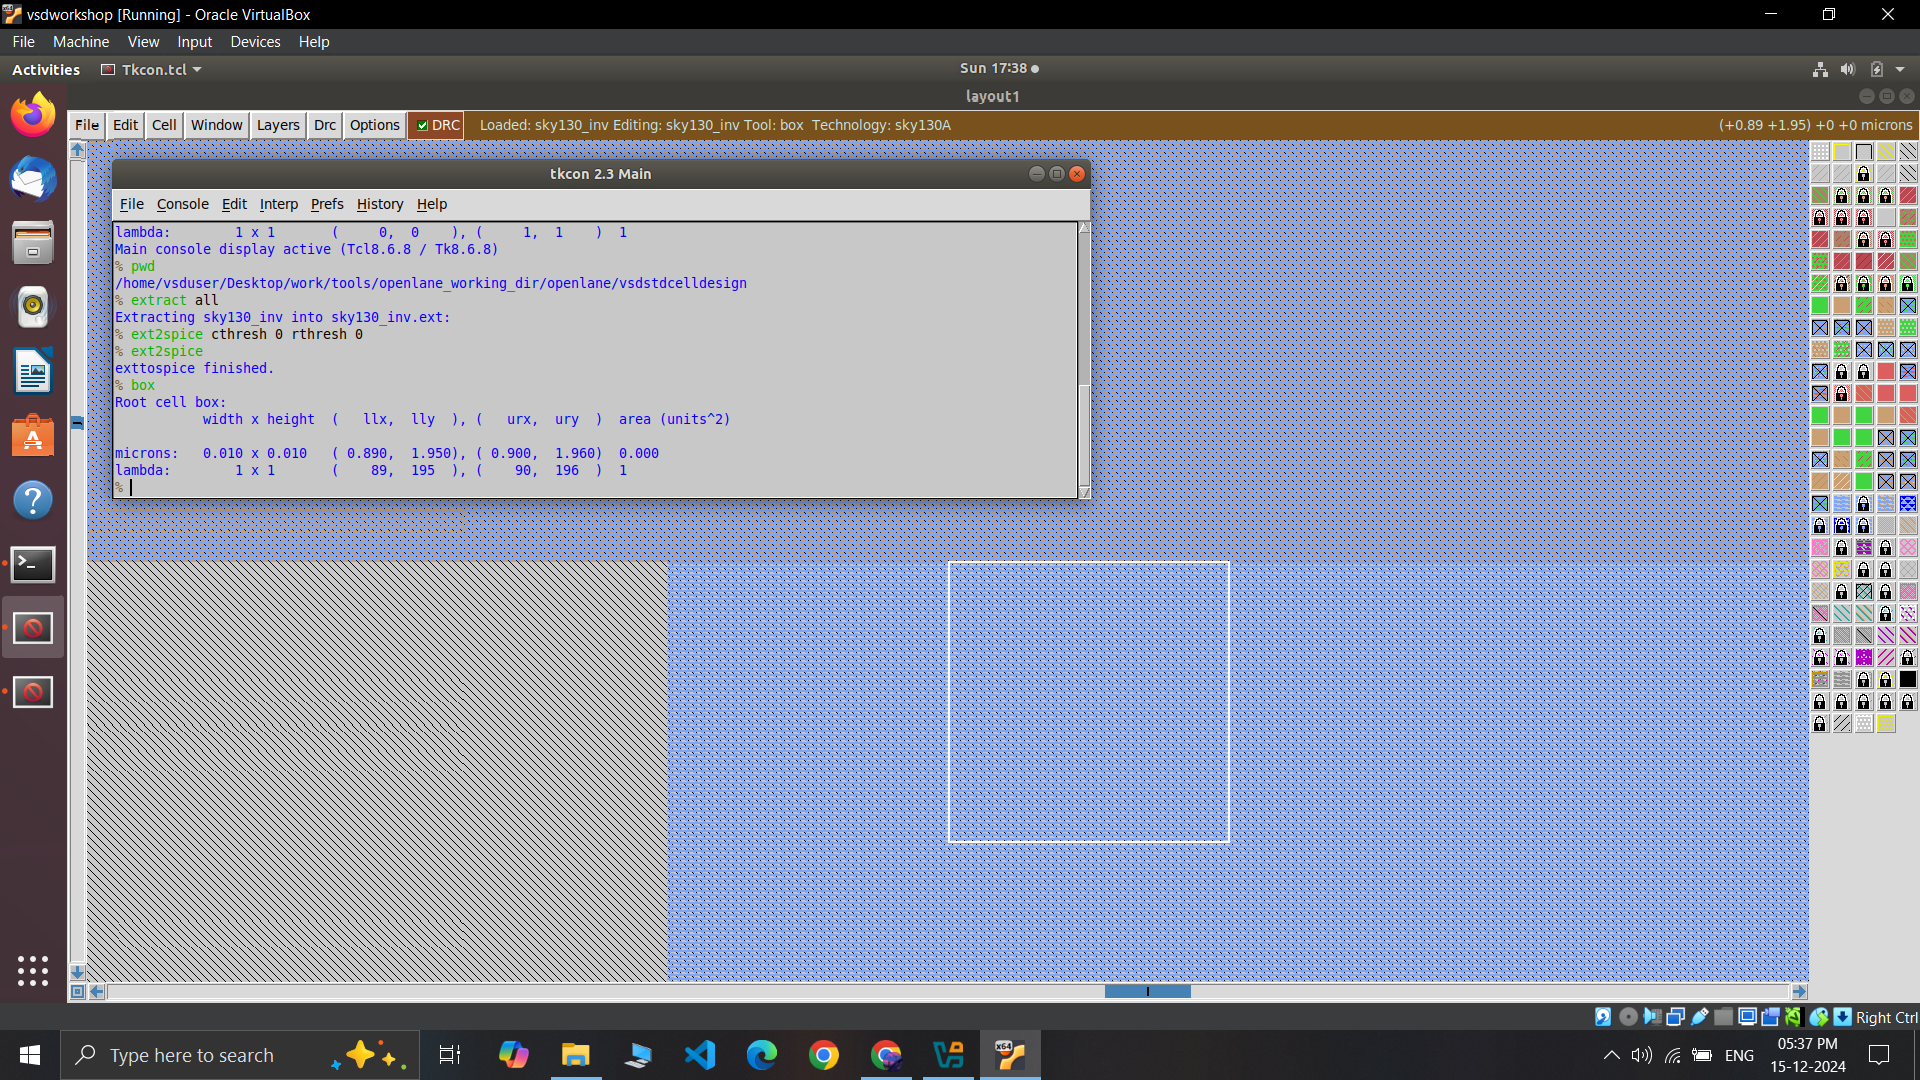 vsdworkshop [Running] - Oracle VirtualBox
File Machine View Input Devices Help
Activities Tkcon.tcl Sun 17:38
layout1
File Edit Cell Window Layers Drc Options DRC Loaded: sky130_inv Editing: sky130_inv Tool: box Technology: sky130A (+0.89 +1.95) +0 +0 microns
tkcon 2.3 Main
File Console Edit Interp Prefs History Help
lambda: 1 x 1 ( 0, 0 ), ( 1, 1 ) 1
Main console display active (Tcl8.6.8 / Tk8.6.8)
% pwd
/home/vsduser/Desktop/work/tools/openlane_working_dir/openlane/vsdstdcelldesign
% extract all
Extracting sky130_inv into sky130_inv.ext:
% ext2spice cthresh 0 rthresh 0
% ext2spice
exttospice finished.
% box
Root cell box:
width x height ( llx, lly ), ( urx, ury ) area (units^2)
microns: 0.010 x 0.010 ( 0.890, 1.950), ( 0.900, 1.960) 0.000
lambda: 1 x 1 ( 89, 195 ), ( 90, 196 ) 1
%
Right Ctrl
Type here to search
x64
ENG
05:37 PM
15-12-2024